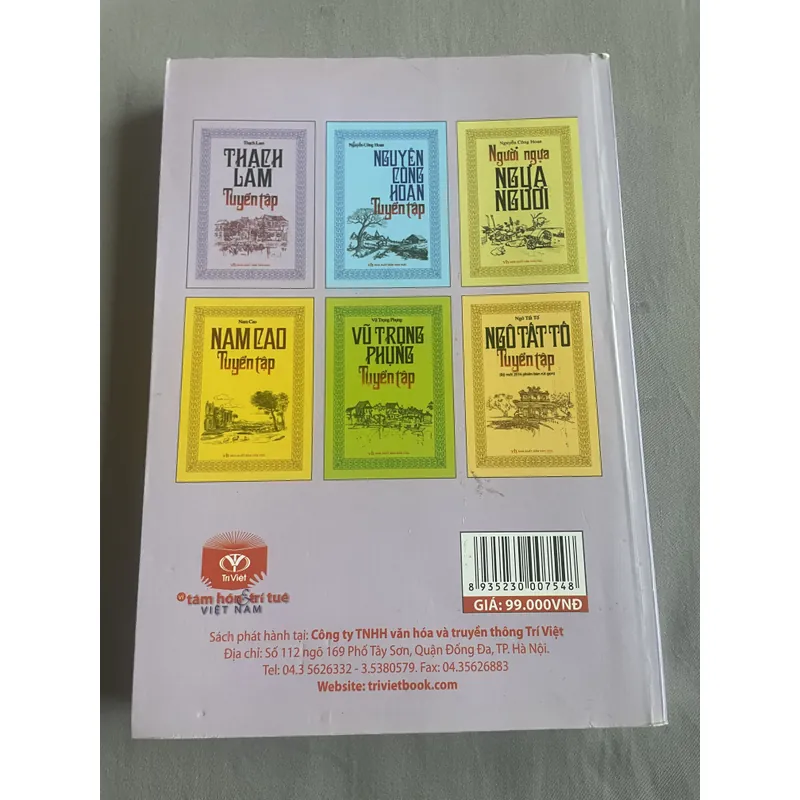 Thạch Lam
THẠCH
LAM
Tuyển tập
Nguyễn Công Hoan
NGUYỄN
CÔNG
HOAN
Tuyển tập
Nguyễn Công Hoan
Người ngựa
NGỰA
NGƯỜI
Nam Cao
NAM CAO
Tuyển tập
Vũ Trọng Phụng
VŨ TRỌNG
PHỤNG
Tuyển tập
Ngô Tất Tố
NGÔ TẤT TỐ
Tuyển tập
Trí Việt
Vì tâm hồn & trí tuệ
VIỆT NAM
8 935230 007548
GIÁ: 99.000VNĐ
Sách phát hành tại: Công ty TNHH văn hóa và truyền thông Trí Việt
Địa chỉ: Số 112 ngõ 169 Phố Tây Sơn, Quận Đống Đa, TP. Hà Nội.
Tel: 04.3 5626332 - 3.5380579. Fax: 04.35626883
Website: trivietbook.com